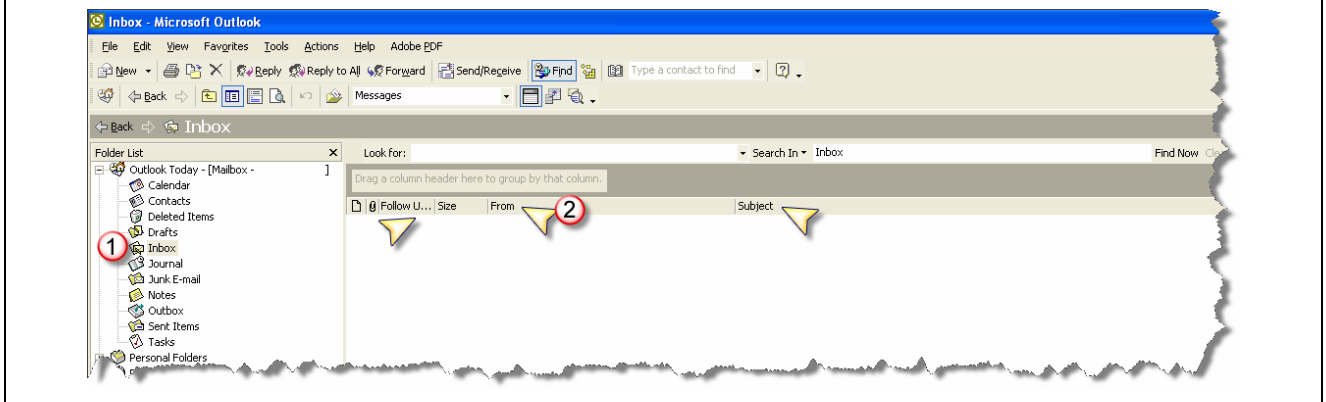 Inbox - Microsoft Outlook
File Edit View Favorites Tools Actions Help Adobe PDF
New Reply Reply to All Forward Send/Receive Find Type a contact to find
Back Messages
Back Inbox
Folder List Look for: Search In Inbox Find Now
Outlook Today - [Mailbox - ]
Drag a column header here to group by that column.
Calendar
Contacts
Follow U... Size From 2 Subject
Deleted Items
Drafts
1 Inbox
Journal
Junk E-mail
Notes
Outbox
Sent Items
Tasks
Personal Folders